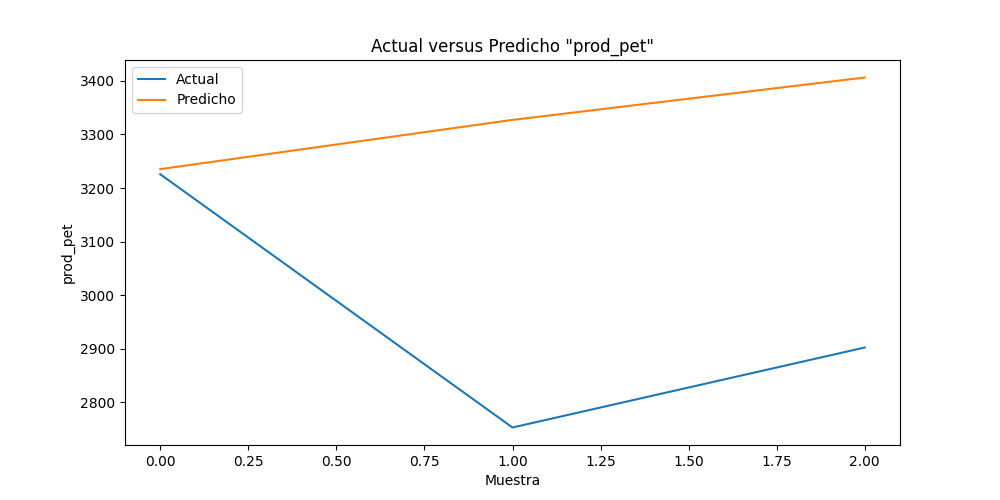 Actual versus Predicho "prod_pet"
Actual
Predicho
3400
3300
3200
3100
3000
2900
2800
prod_pet
0.00 0.25 0.50 0.75 1.00 1.25 1.50 1.75 2.00
Muestra